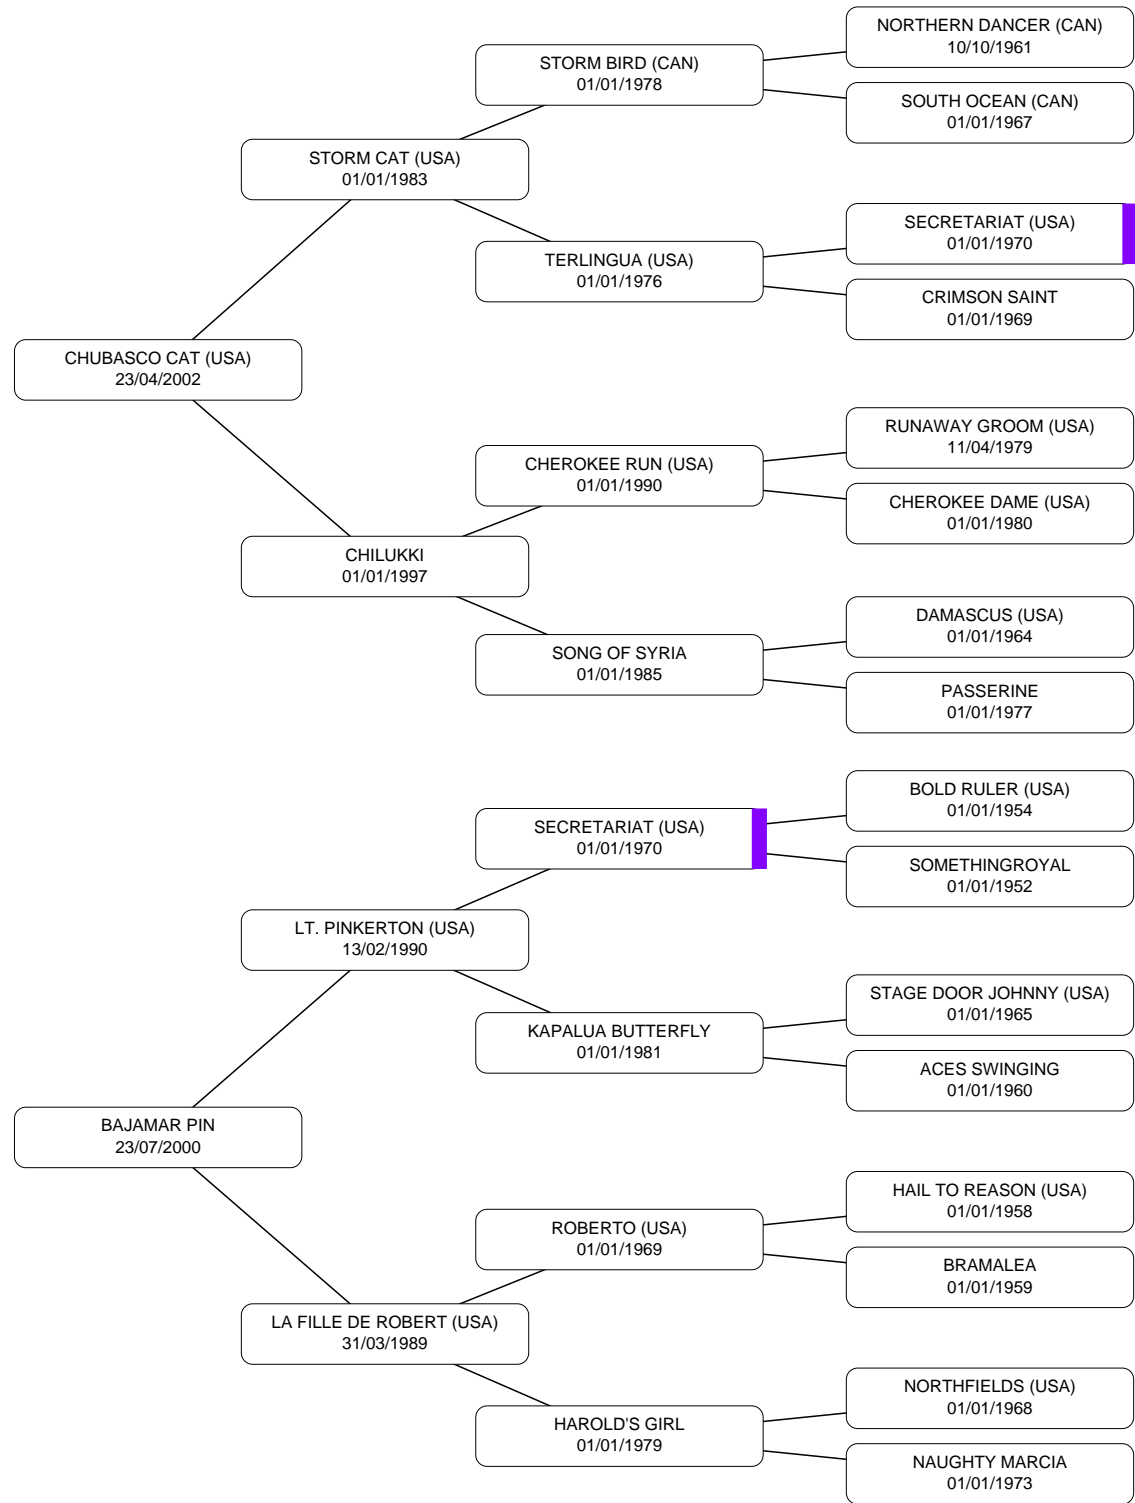 NORTHERN DANCER (CAN)
10/10/1961
STORM BIRD (CAN)
01/01/1978
SOUTH OCEAN (CAN)
01/01/1967
STORM CAT (USA)
01/01/1983
SECRETARIAT (USA)
01/01/1970
TERLINGUA (USA)
01/01/1976
CRIMSON SAINT
01/01/1969
CHUBASCO CAT (USA)
23/04/2002
RUNAWAY GROOM (USA)
11/04/1979
CHEROKEE RUN (USA)
01/01/1990
CHEROKEE DAME (USA)
01/01/1980
CHILUKKI
01/01/1997
DAMASCUS (USA)
01/01/1964
SONG OF SYRIA
01/01/1985
PASSERINE
01/01/1977
BOLD RULER (USA)
01/01/1954
SECRETARIAT (USA)
01/01/1970
SOMETHINGROYAL
01/01/1952
LT. PINKERTON (USA)
13/02/1990
STAGE DOOR JOHNNY (USA)
01/01/1965
KAPALUA BUTTERFLY
01/01/1981
ACES SWINGING
01/01/1960
BAJAMAR PIN
23/07/2000
HAIL TO REASON (USA)
01/01/1958
ROBERTO (USA)
01/01/1969
BRAMALEA
01/01/1959
LA FILLE DE ROBERT (USA)
31/03/1989
NORTHFIELDS (USA)
01/01/1968
HAROLD'S GIRL
01/01/1979
NAUGHTY MARCIA
01/01/1973